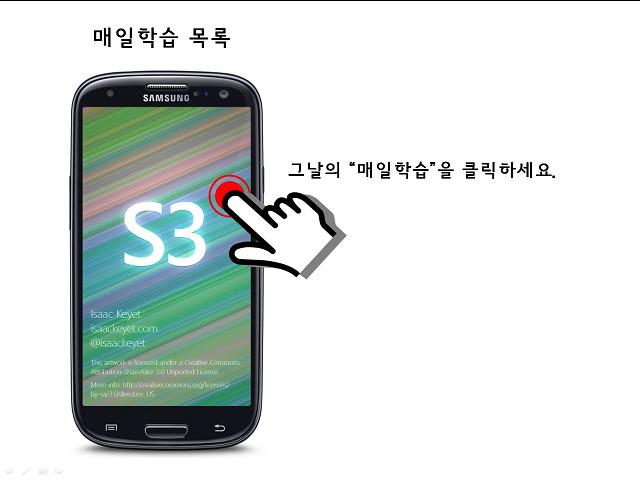 매일학습 목록
SAMSUNG
그날의 “매일학습”을 클릭하세요.
S3
Isaac Keyet
isaackeyet.com
@isaackeyet
This artwork is licensed under a Creative Commons
Attribution-ShareAlike 3.0 Unported License.
More info: http://creativecommons.org/licenses/
by-sa/3.0/deed.en_US